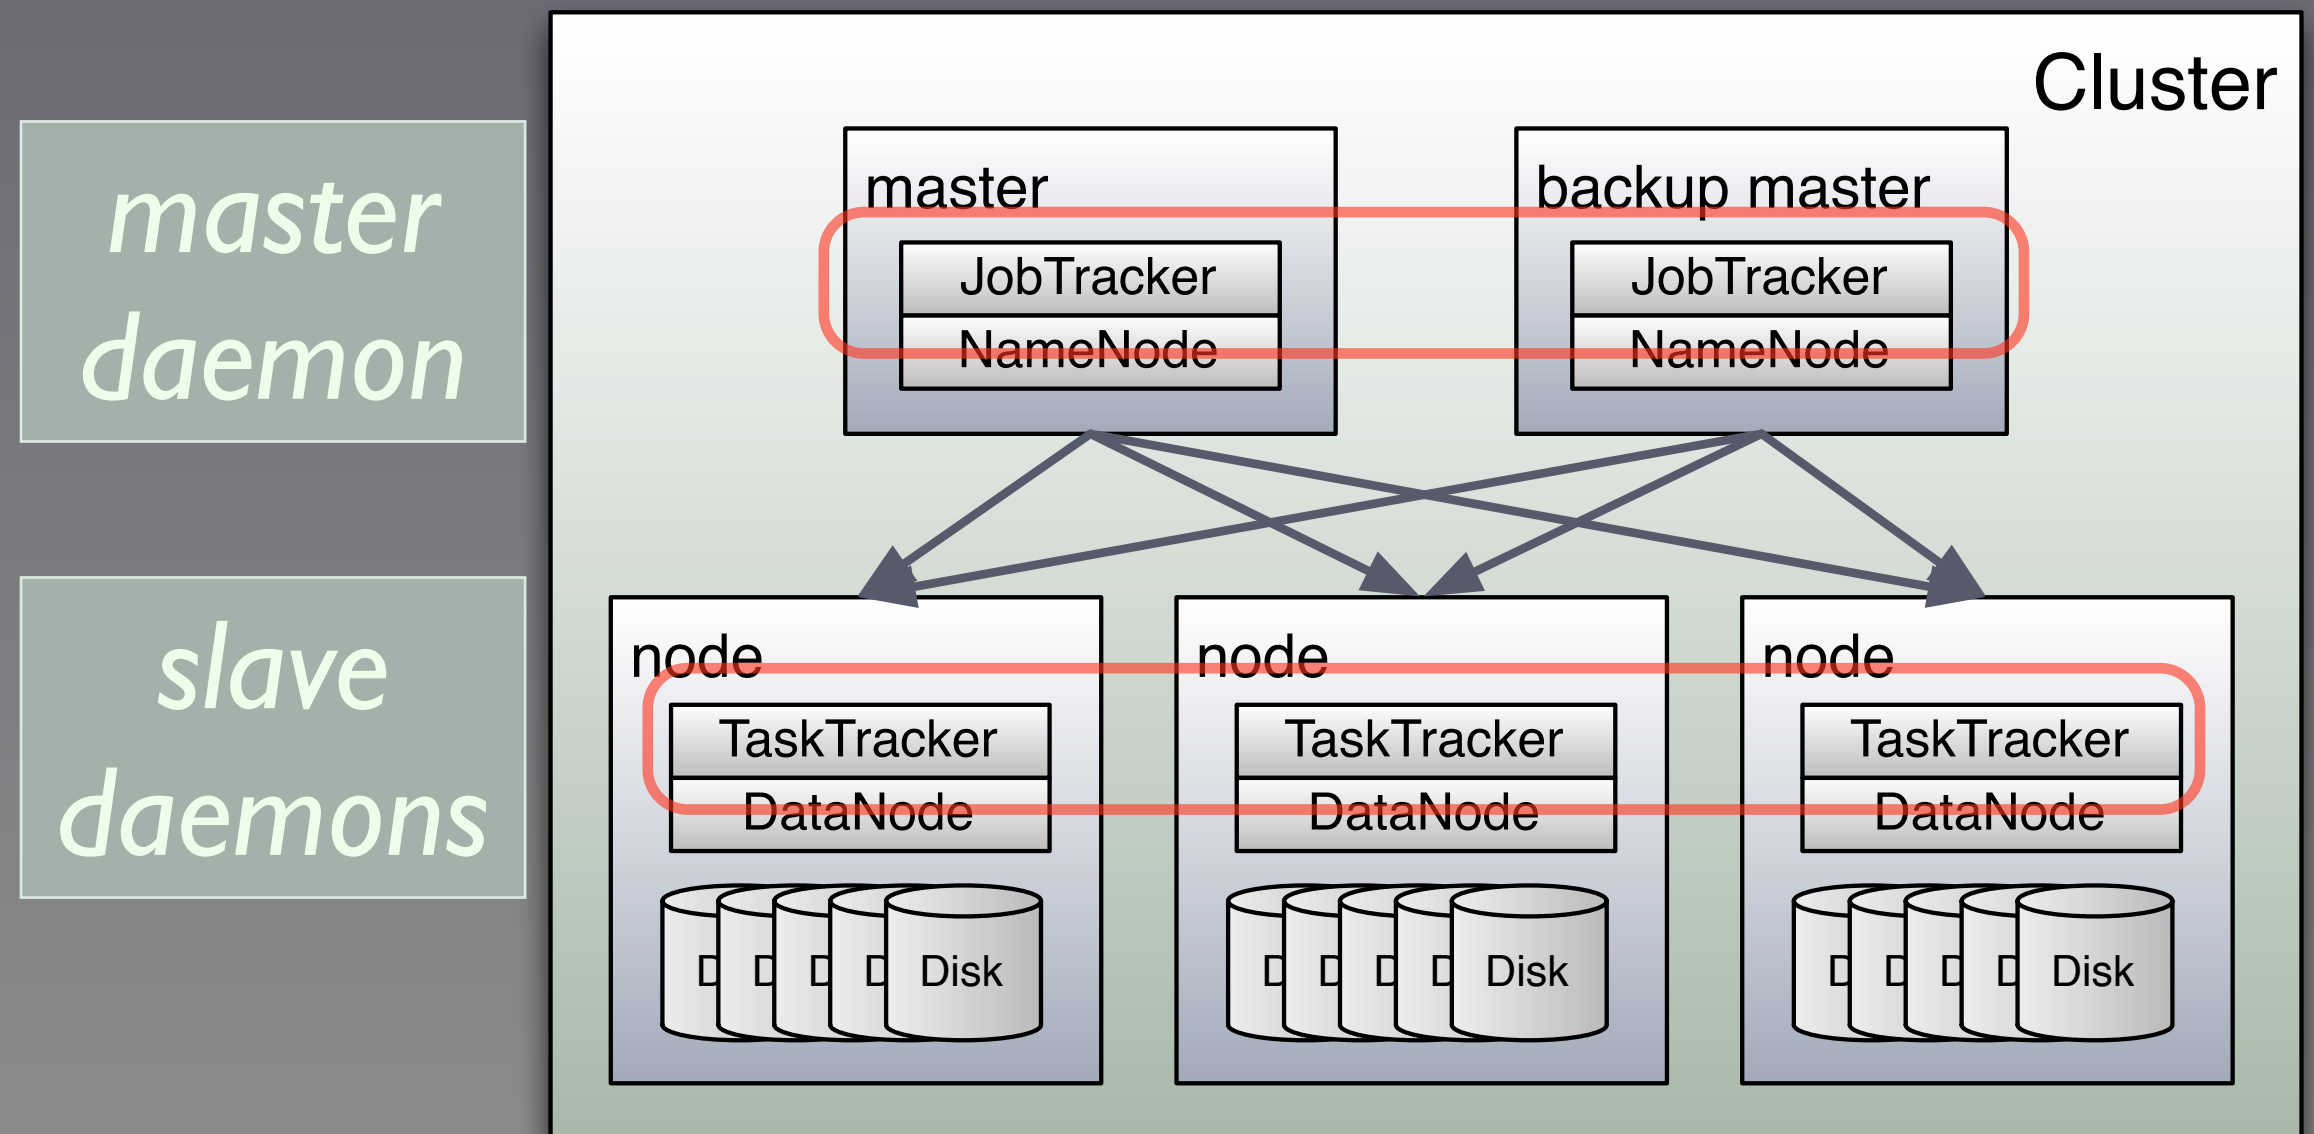 Cluster
master
daemon
master
JobTracker
NameNode
backup master
JobTracker
NameNode
slave
daemons
node
TaskTracker
DataNode
D
D
D
D
Disk
node
TaskTracker
DataNode
D
D
D
D
Disk
node
TaskTracker
DataNode
D
D
D
D
Disk